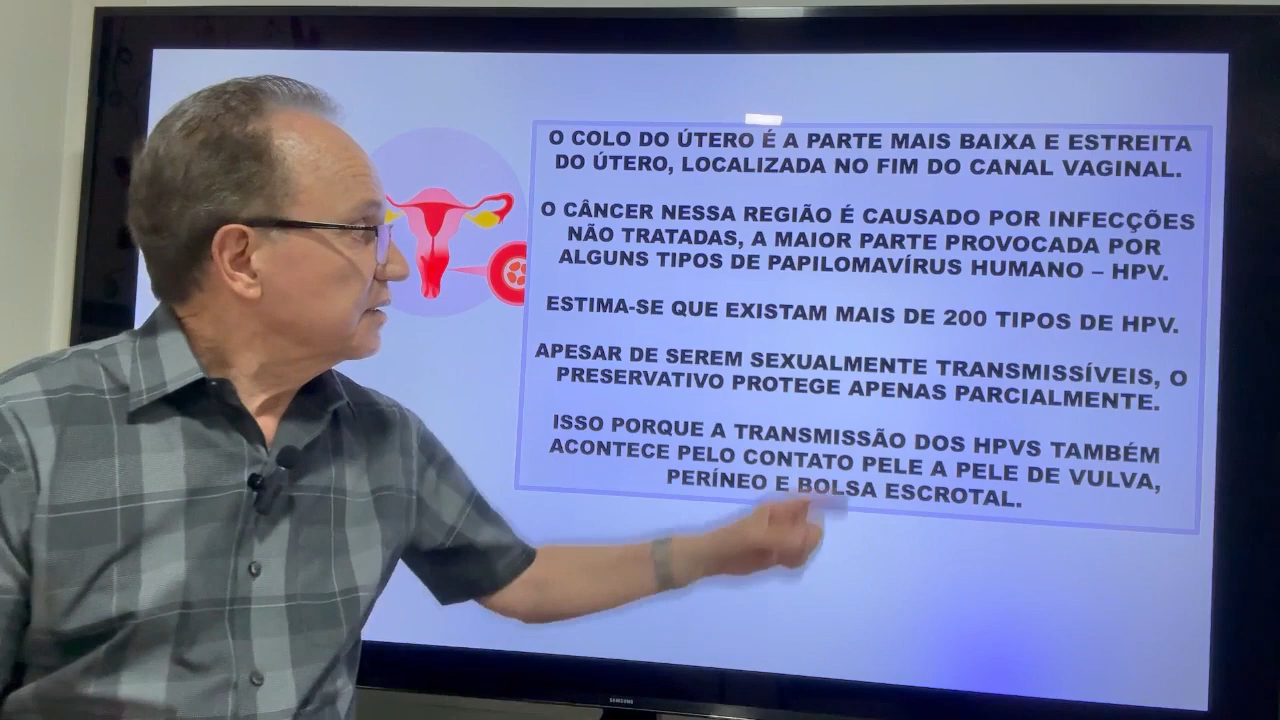 O COLO DO ÚTERO É A PARTE MAIS BAIXA E ESTREITA
DO ÚTERO, LOCALIZADA NO FIM DO CANAL VAGINAL.
O CÂNCER NESSA REGIÃO É CAUSADO POR INFECÇÕES
NÃO TRATADAS, A MAIOR PARTE PROVOCADA POR
ALGUNS TIPOS DE PAPILOMAVÍRUS HUMANO – HPV.
ESTIMA-SE QUE EXISTAM MAIS DE 200 TIPOS DE HPV.
APESAR DE SEREM SEXUALMENTE TRANSMISSÍVEIS, O
PRESERVATIVO PROTEGE APENAS PARCIALMENTE.
ISSO PORQUE A TRANSMISSÃO DOS HPVS TAMBÉM
ACONTECE PELO CONTATO PELE A PELE DE VULVA,
PERÍNEO E BOLSA ESCROTAL.
SAMSUNG